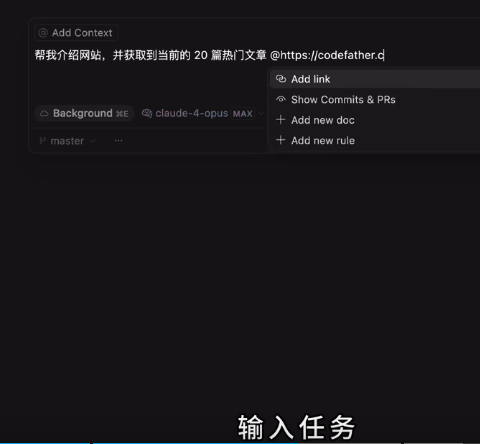 @ Add Context
帮我介绍网站，并获取到当前的 20 篇热门文章 @https://codefather.c
Add link
Show Commits & PRs
Add new doc
Add new rule
Background ⌘E claude-4-opus MAX
master ...
输入任务